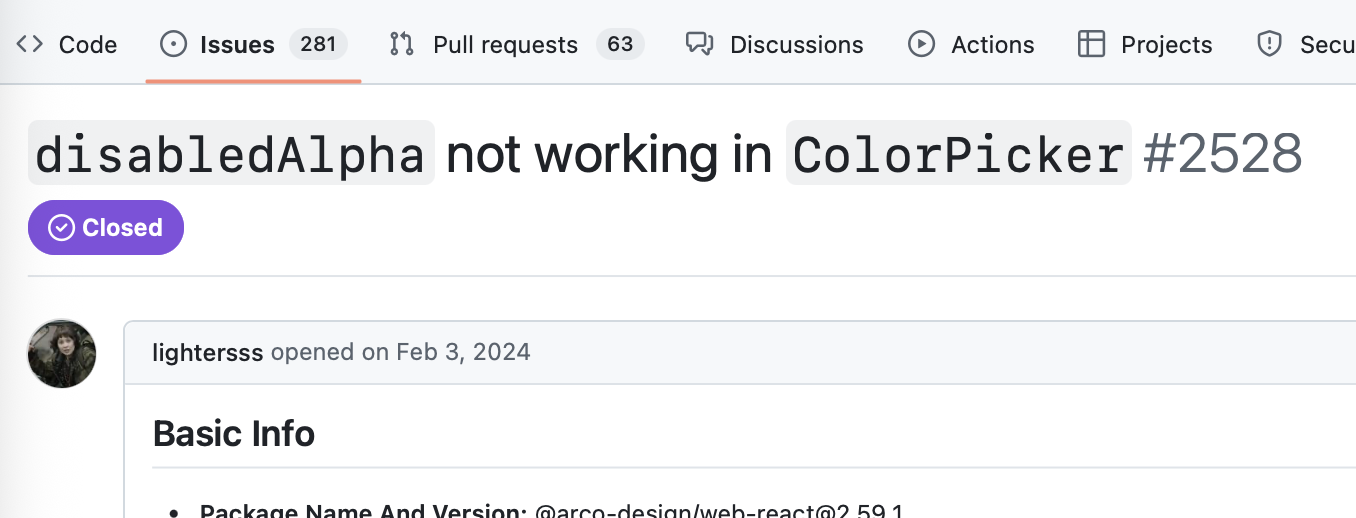 Code Issues 281 Pull requests 63 Discussions Actions Projects Secu
disabledAlpha not working in ColorPicker #2528
Closed
lightersss opened on Feb 3, 2024
Basic Info
• Package Name And Version: @arco-design/web-react@2.59.1